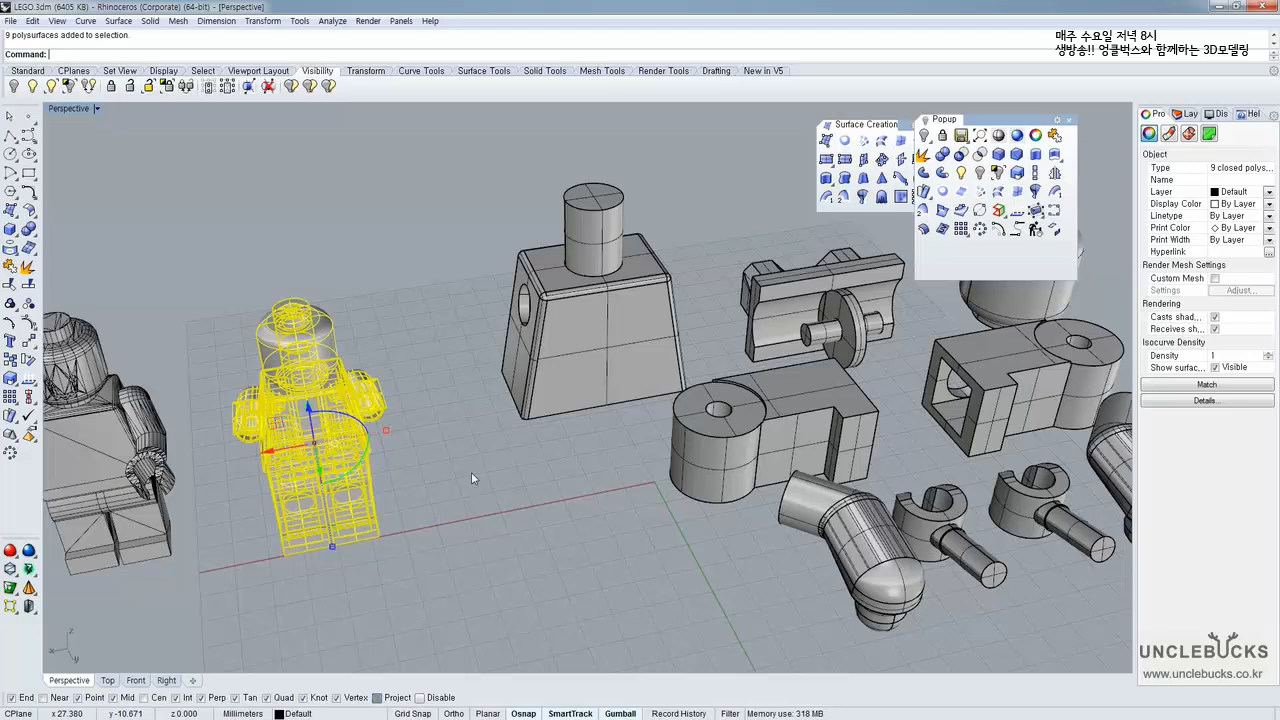 LEGO.3dm (6405 KB) - Rhinoceros (Corporate) (64-bit) - [Perspective]
File Edit View Curve Surface Solid Mesh Dimension Transform Tools Analyze Render Panels Help
9 polysurfaces added to selection.
매주 수요일 저녁 8시
Command:
생방송!! 엉클벅스와 함께하는 3D모델링
Standard CPlanes Set View Display Select Viewport Layout Visibility Transform Curve Tools Surface Tools Solid Tools Mesh Tools Render Tools Drafting New in V5
Perspective
Surface Creation
Popup
Pro Lay Dis Hel
Object
Type 9 closed polys...
Name
Layer Default
Display Color By Layer
Linetype By Layer
Print Color By Layer
Print Width By Layer
Hyperlink
Render Mesh Settings
Custom Mesh
Settings Adjust...
Rendering
Casts shad...
Receives sh...
Isocurve Density
Density 1
Show surfac... Visible
Match
Details...
z
x y
UNCLEBUCKS
www.unclebucks.co.kr
Perspective Top Front Right
End Near Point Mid Cen Int Perp Tan Quad Knot Vertex Project Disable
CPlane x 27.380 y -10.671 z 0.000 Millimeters Default Grid Snap Ortho Planar Osnap SmartTrack Gumball Record History Filter Memory use: 318 MB